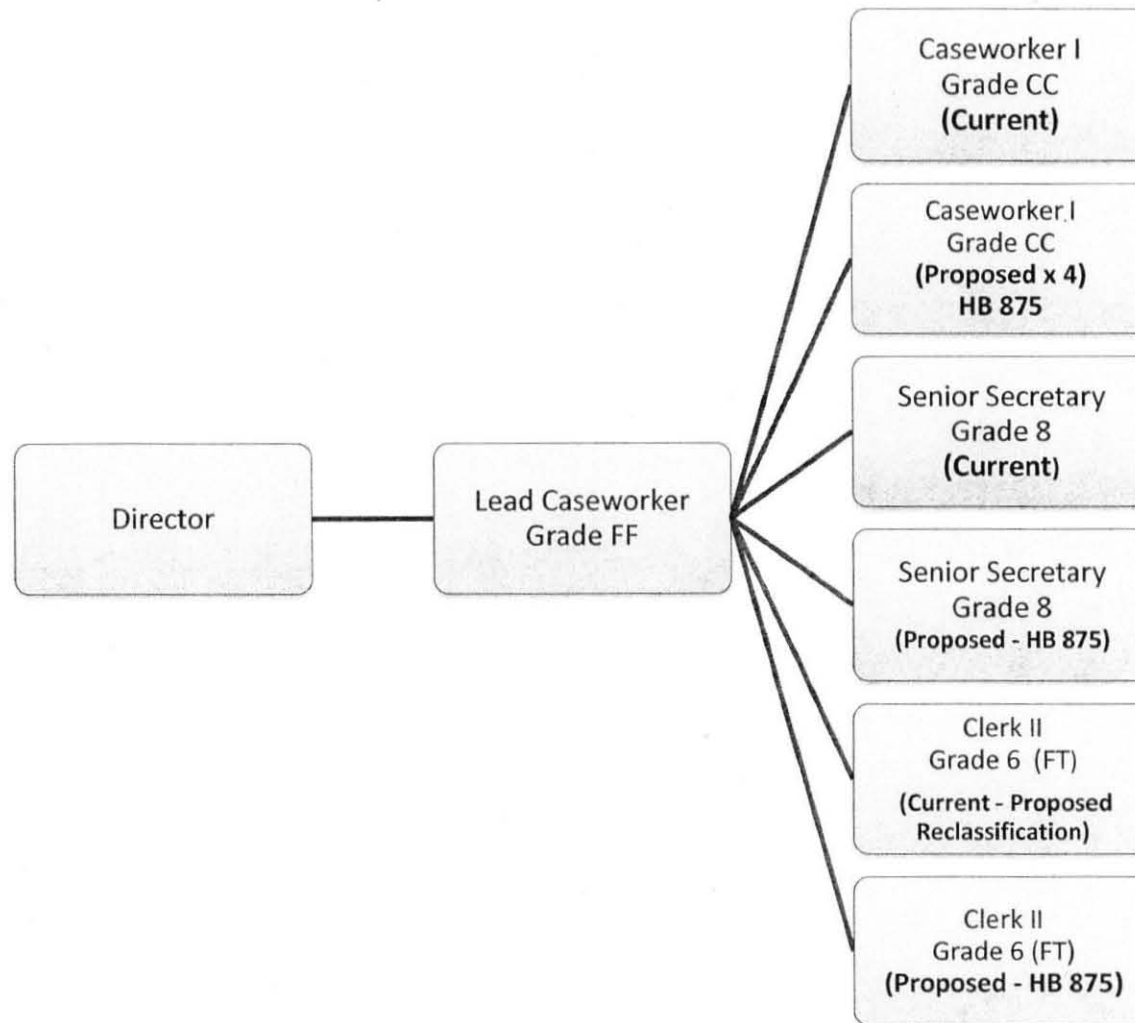 Director
Lead Caseworker
Grade FF
Caseworker I
Grade CC
(Current)
Caseworker I
Grade CC
(Proposed x 4)
HB 875
Senior Secretary
Grade 8
(Current)
Senior Secretary
Grade 8
(Proposed - HB 875)
Clerk II
Grade 6 (FT)
(Current - Proposed
Reclassification)
Clerk II
Grade 6 (FT)
(Proposed - HB 875)